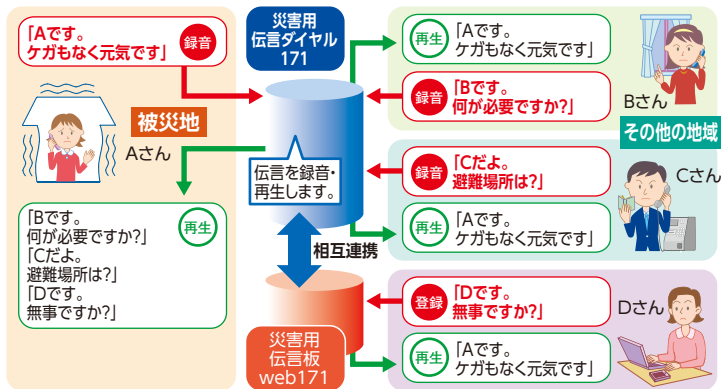 「Aです。
ケガもなく元気です」
録音
被災地
Aさん
「Bです。
何が必要ですか?」
「Cだよ。
避難場所は?」
「Dです。
無事ですか?」
再生
災害用
伝言ダイヤル
171
伝言を録音・
再生します。
相互連携
災害用
伝言板
web171
再生
「Aです。
ケガもなく元気です」
録音
「Bです。
何が必要ですか?」
Bさん
その他の地域
録音
「Cだよ。
避難場所は?」
Cさん
再生
「Aです。
ケガもなく元気です」
登録
「Dです。
無事ですか?」
Dさん
再生
「Aです。
ケガもなく元気です」